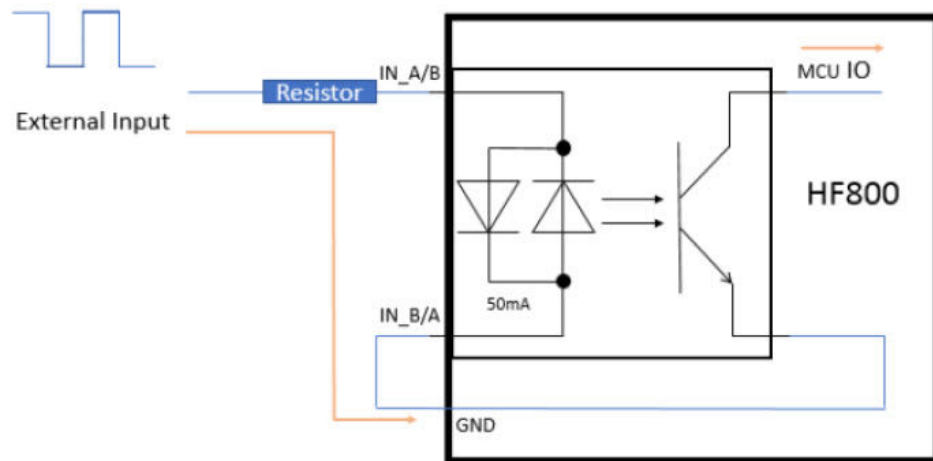 IN_A/B
MCU IO
Resistor
External Input
HF800
50mA
IN_B/A
GND